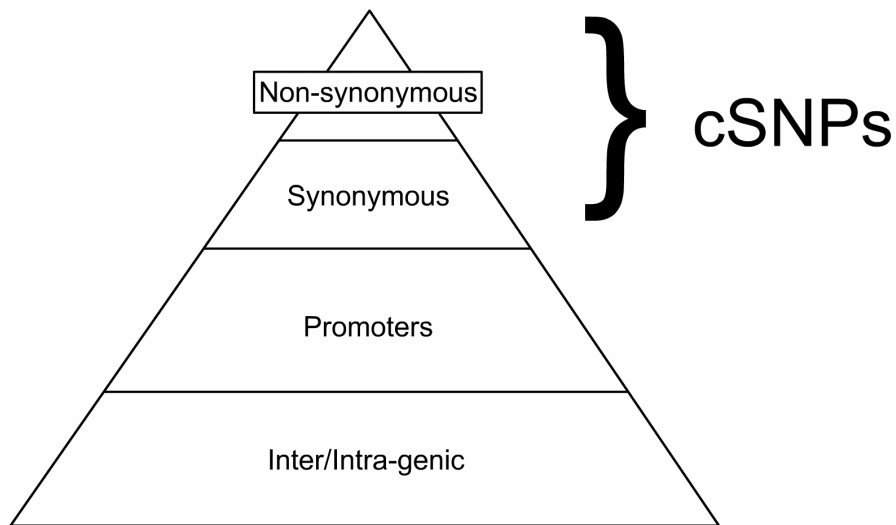 Non-synonymous
cSNPs
Synonymous
Promoters
Inter/Intra-genic